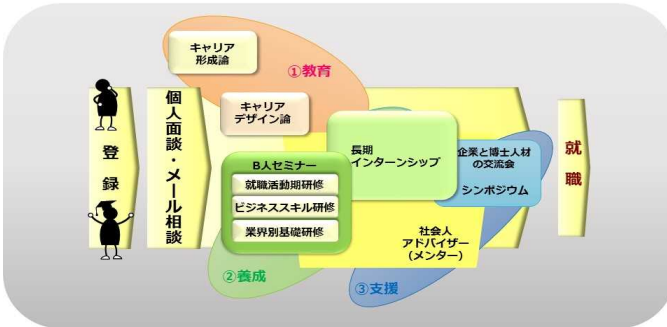 登録
個人面談・メール相談
キャリア
形成論
①教育
キャリア
デザイン論
B人セミナー
就職活動期研修
ビジネススキル研修
業界別基礎研修
②養成
長期
インターンシップ
企業と博士人材
の交流会
シンポジウム
社会人
アドバイザー
(メンター)
③支援
就職